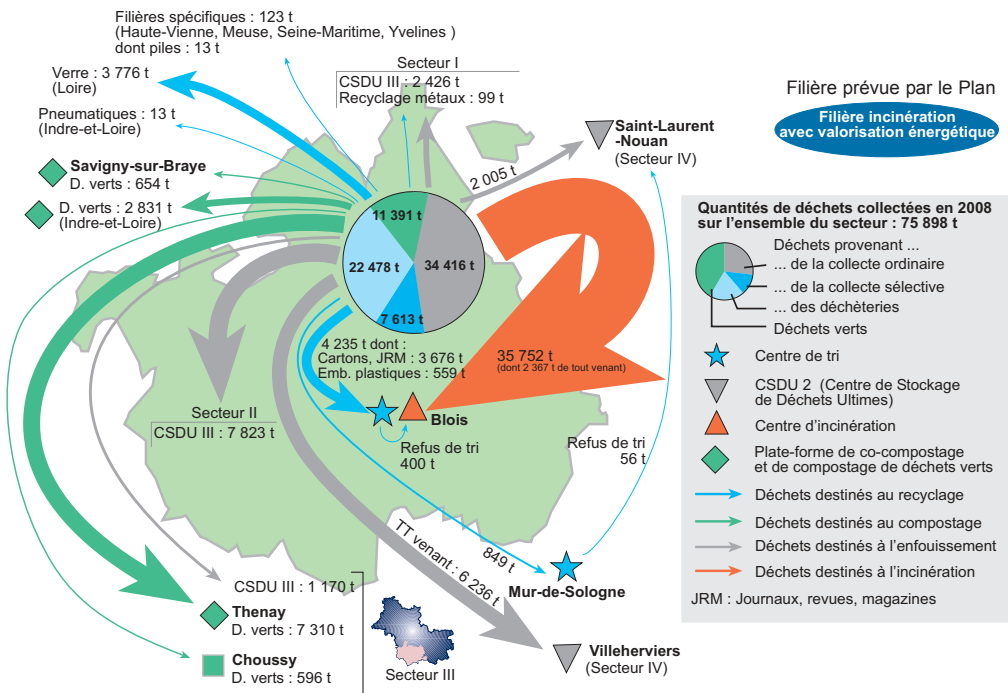 Filières spécifiques : 123 t
(Haute-Vienne, Meuse, Seine-Maritime, Yvelines )
dont piles : 13 t
Verre : 3 776 t
(Loire)
Pneumatiques : 13 t
(Indre-et-Loire)
Savigny-sur-Braye
D. verts : 654 t
D. verts : 2 831 t
(Indre-et-Loire)
Secteur I
CSDU III : 2 426 t
Recyclage métaux : 99 t
Saint-Laurent
-Nouan
(Secteur IV)
2 005 t
11 391 t
22 478 t
34 416 t
7 613 t
4 235 t dont :
Cartons, JRM : 3 676 t
Emb. plastiques : 559 t
35 752 t
(dont 2 367 t de tout venant)
Blois
Refus de tri
400 t
Refus de tri
56 t
Secteur II
CSDU III : 7 823 t
TT venant : 6 236 t
849 t
Mur-de-Sologne
CSDU III : 1 170 t
Thenay
D. verts : 7 310 t
Choussy
D. verts : 596 t
Secteur III
Villeherviers
(Secteur IV)
Filière prévue par le Plan
Filière incinération
avec valorisation énergétique
Quantités de déchets collectées en 2008
sur l'ensemble du secteur : 75 898 t
Déchets provenant ...
... de la collecte ordinaire
... de la collecte sélective
... des déchèteries
Déchets verts
Centre de tri
CSDU 2 (Centre de Stockage
de Déchets Ultimes)
Centre d'incinération
Plate-forme de co-compostage
et de compostage de déchets verts
Déchets destinés au recyclage
Déchets destinés au compostage
Déchets destinés à l'enfouissement
Déchets destinés à l'incinération
JRM : Journaux, revues, magazines